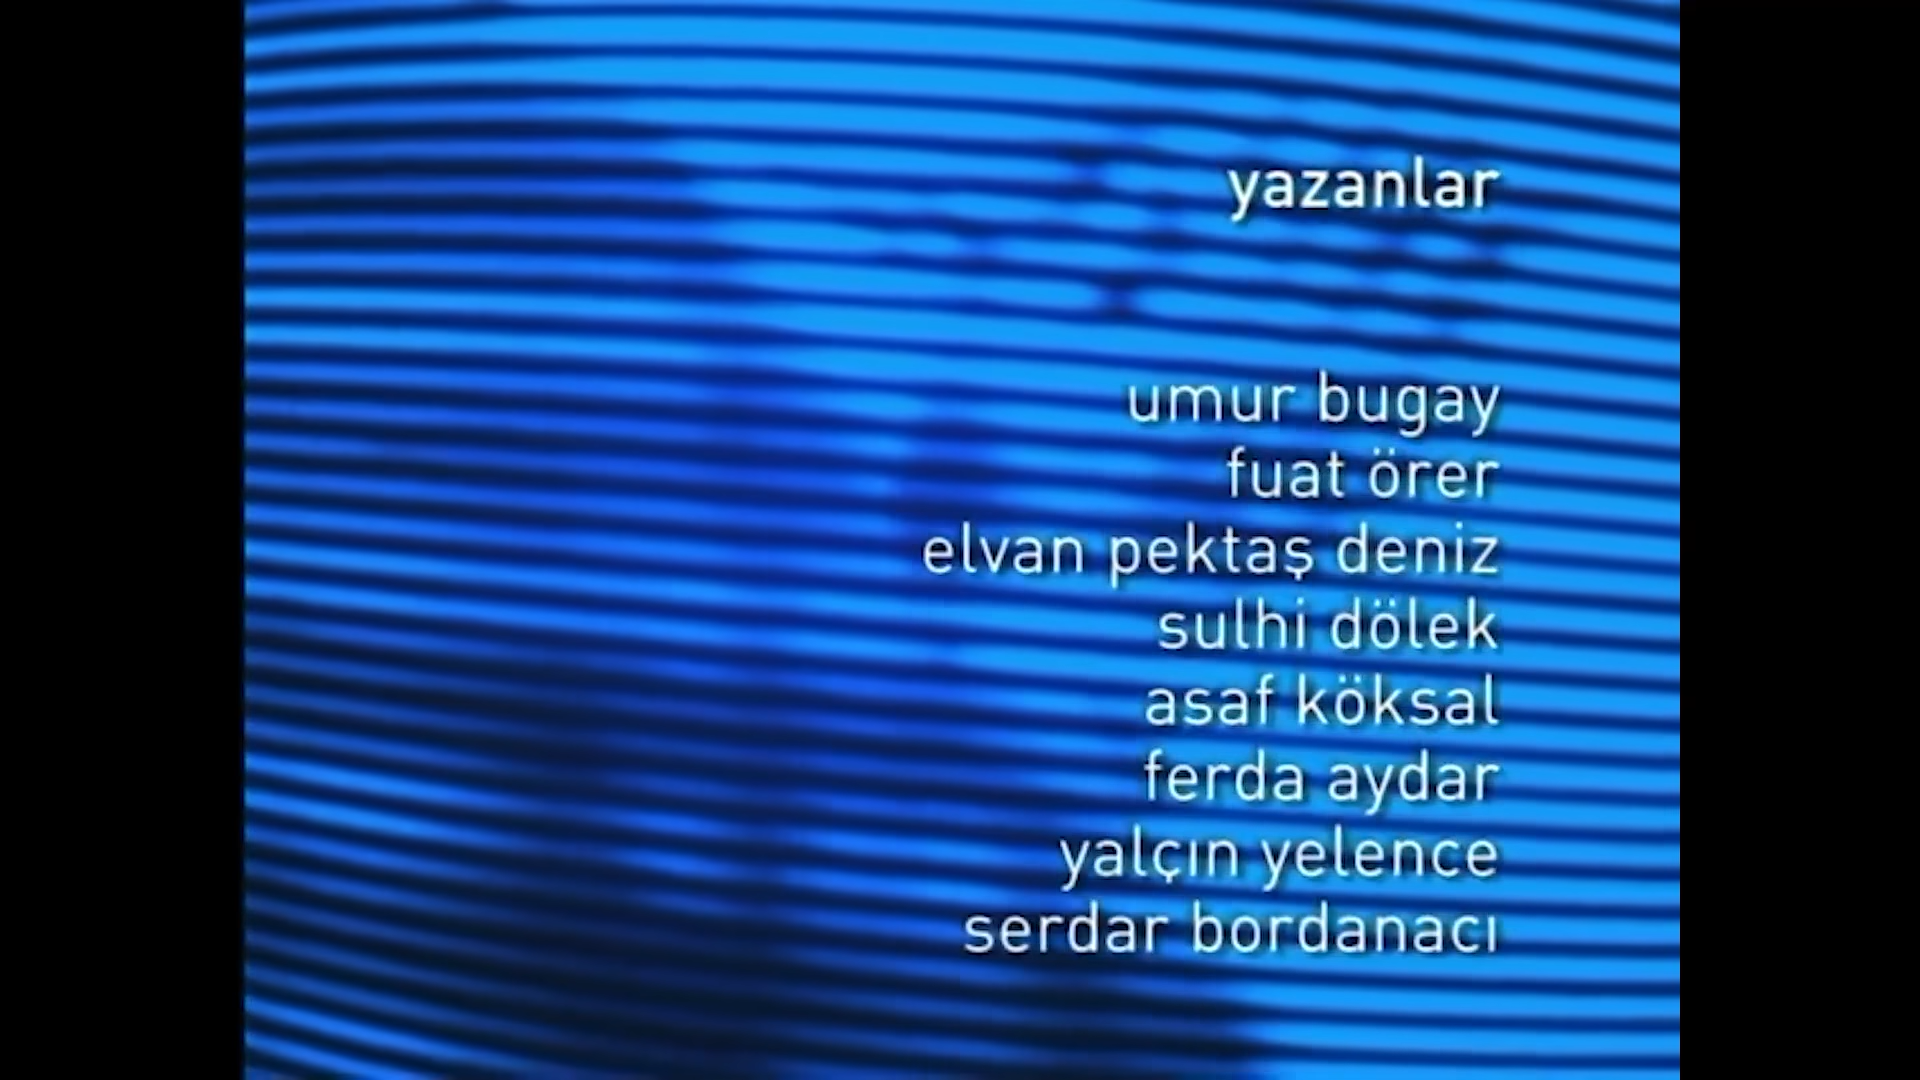 yazanlar
umur bugay
fuat örer
elvan pektaş deniz
sulhi dölek
asaf köksal
ferda aydar
yalçın yelence
serdar bordanacı